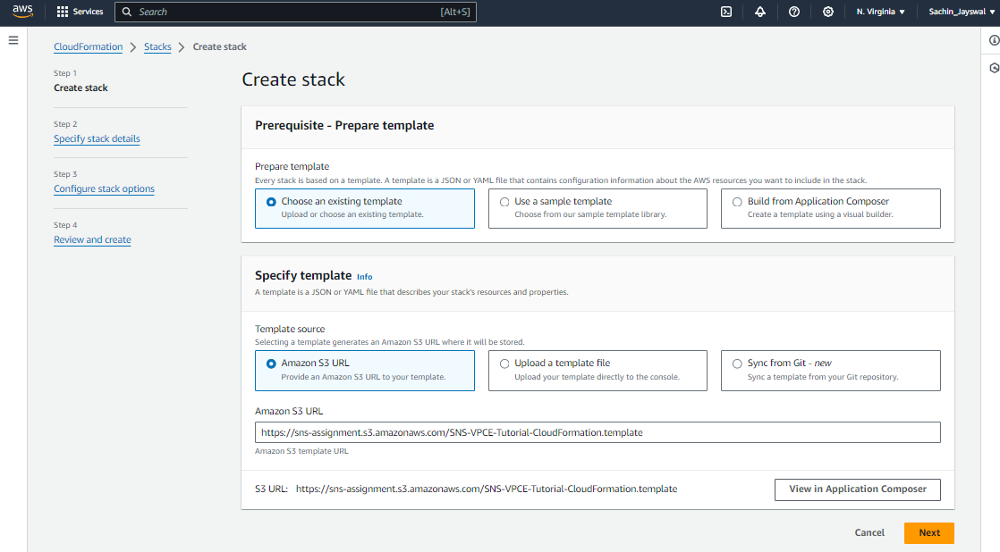 aws
Services
Search
[Alt+S]
N. Virginia
Sachin_Jayswal
CloudFormation
Stacks
Create stack
Step 1
Create stack
Step 2
Specify stack details
Step 3
Configure stack options
Step 4
Review and create
Create stack
Prerequisite - Prepare template
Prepare template
Every stack is based on a template. A template is a JSON or YAML file that contains configuration information about the AWS resources you want to include in the stack.
Choose an existing template
Upload or choose an existing template.
Use a sample template
Choose from our sample template library.
Build from Application Composer
Create a template using a visual builder.
Specify template Info
A template is a JSON or YAML file that describes your stack's resources and properties.
Template source
Selecting a template generates an Amazon S3 URL where it will be stored.
Amazon S3 URL
Provide an Amazon S3 URL to your template.
Upload a template file
Upload your template directly to the console.
Sync from Git - new
Sync a template from your Git repository.
Amazon S3 URL
https://sns-assignment.s3.amazonaws.com/SNS-VPCE-Tutorial-CloudFormation.template
Amazon S3 template URL
S3 URL: https://sns-assignment.s3.amazonaws.com/SNS-VPCE-Tutorial-CloudFormation.template
View in Application Composer
Cancel
Next